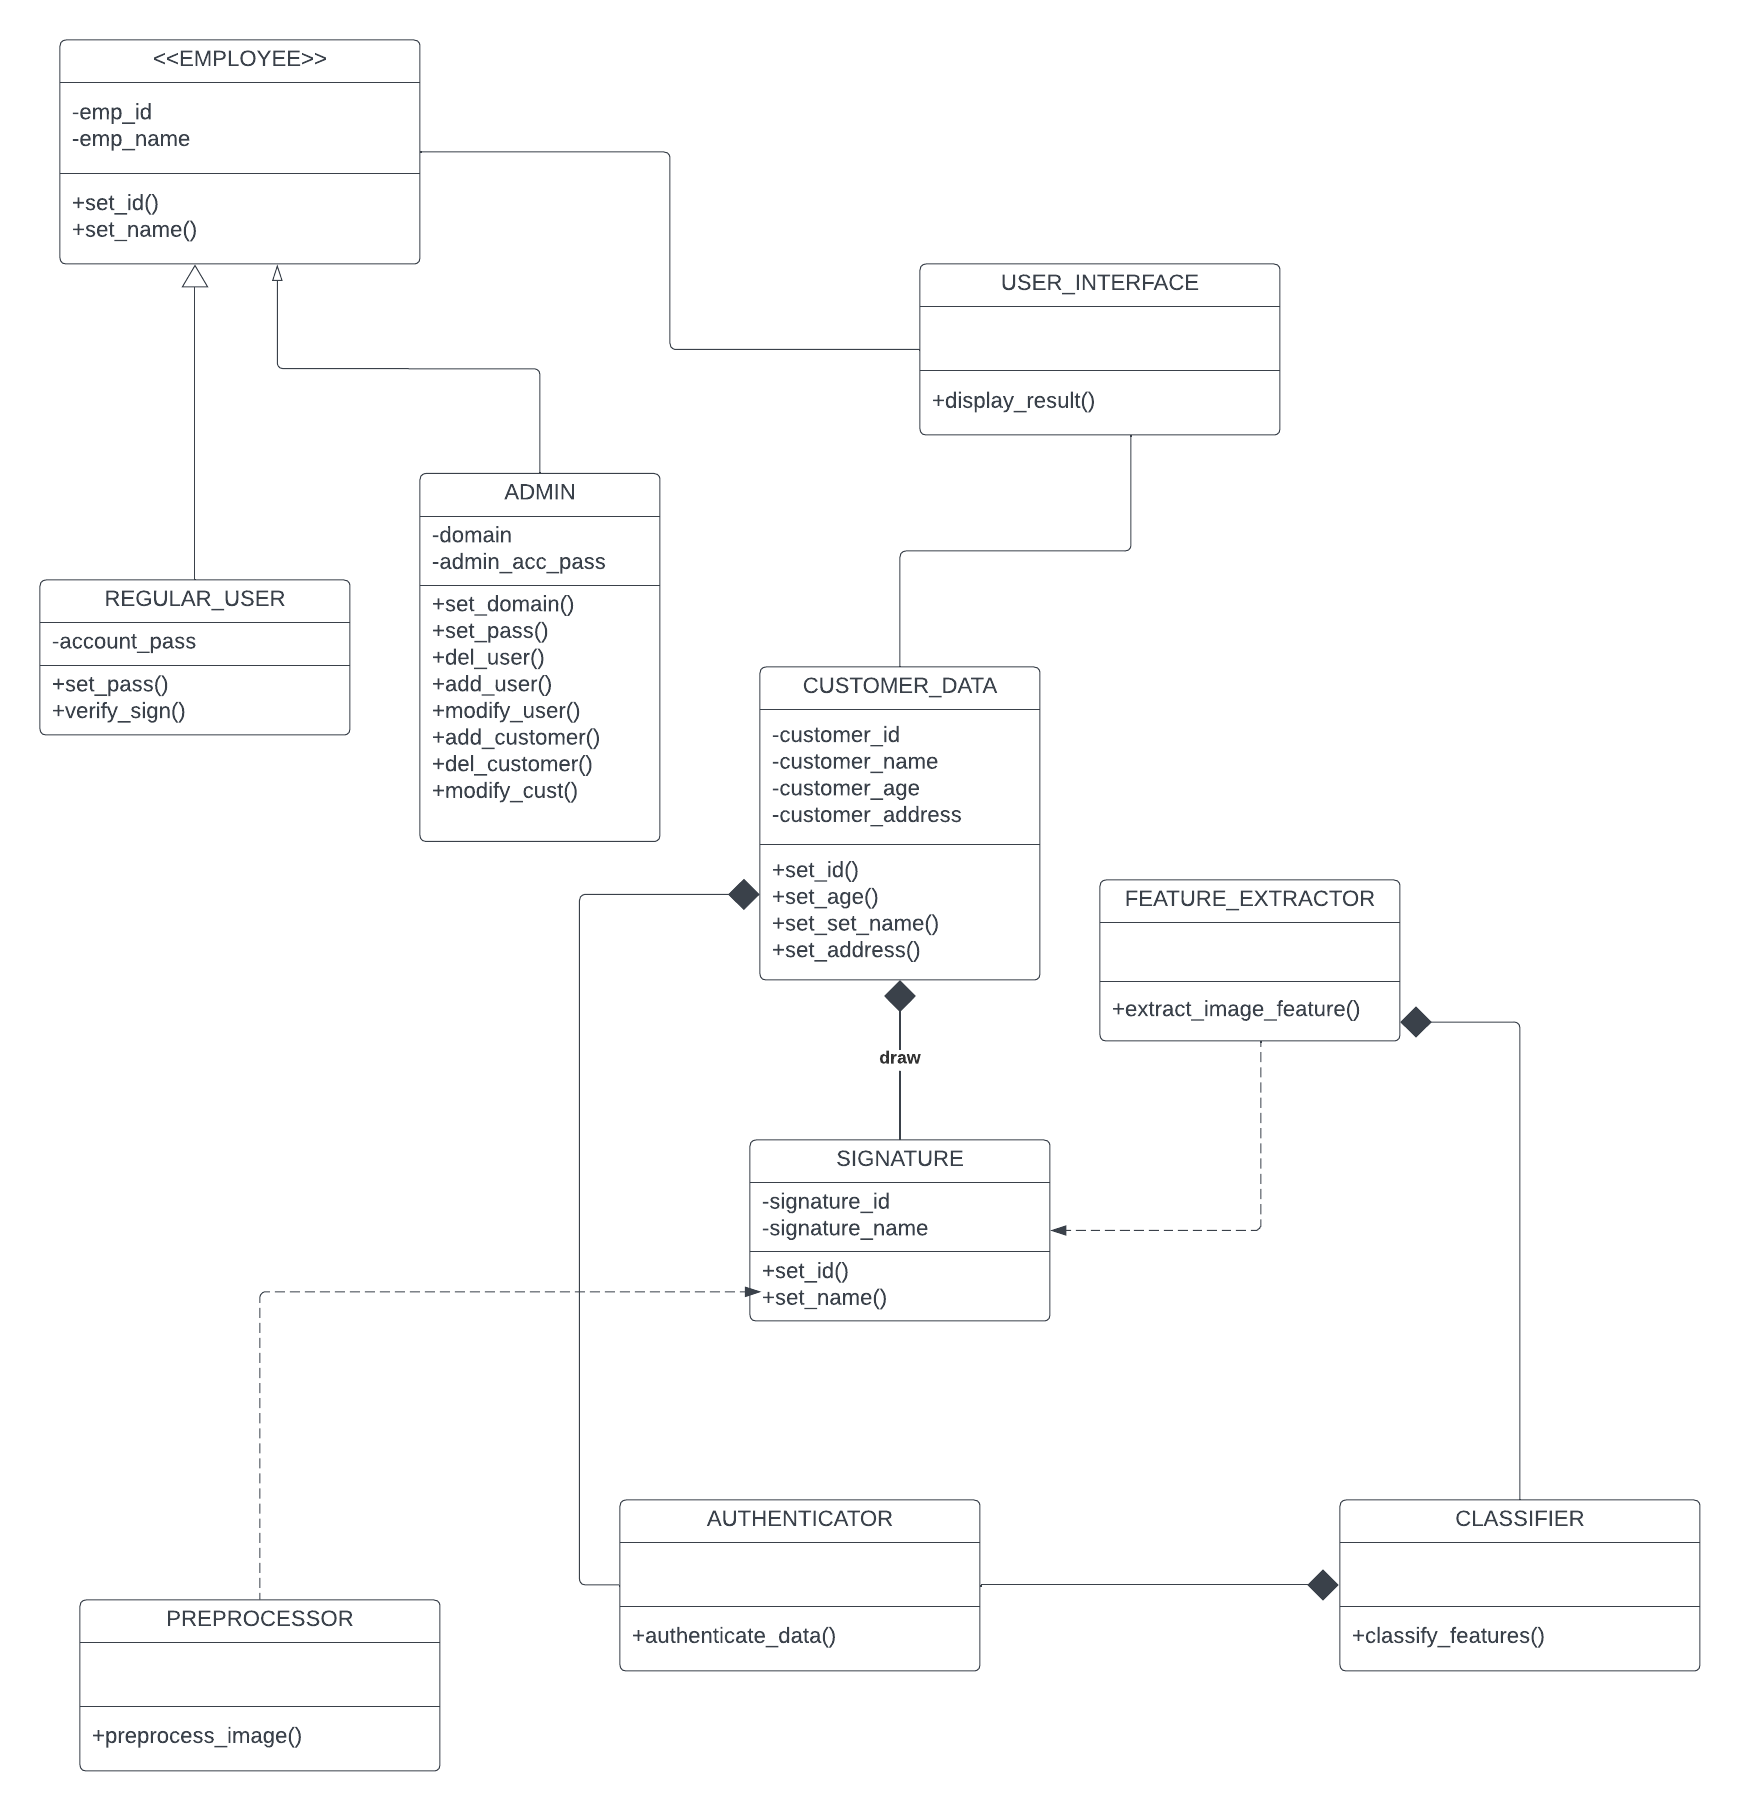 <<EMPLOYEE>>
-emp_id
-emp_name
+set_id()
+set_name()
USER_INTERFACE
+display_result()
ADMIN
-domain
-admin_acc_pass
+set_domain()
+set_pass()
+del_user()
+add_user()
+modify_user()
+add_customer()
+del_customer()
+modify_cust()
REGULAR_USER
-account_pass
+set_pass()
+verify_sign()
CUSTOMER_DATA
-customer_id
-customer_name
-customer_age
-customer_address
+set_id()
+set_age()
+set_set_name()
+set_address()
FEATURE_EXTRACTOR
+extract_image_feature()
draw
SIGNATURE
-signature_id
-signature_name
+set_id()
+set_name()
AUTHENTICATOR
+authenticate_data()
CLASSIFIER
+classify_features()
PREPROCESSOR
+preprocess_image()